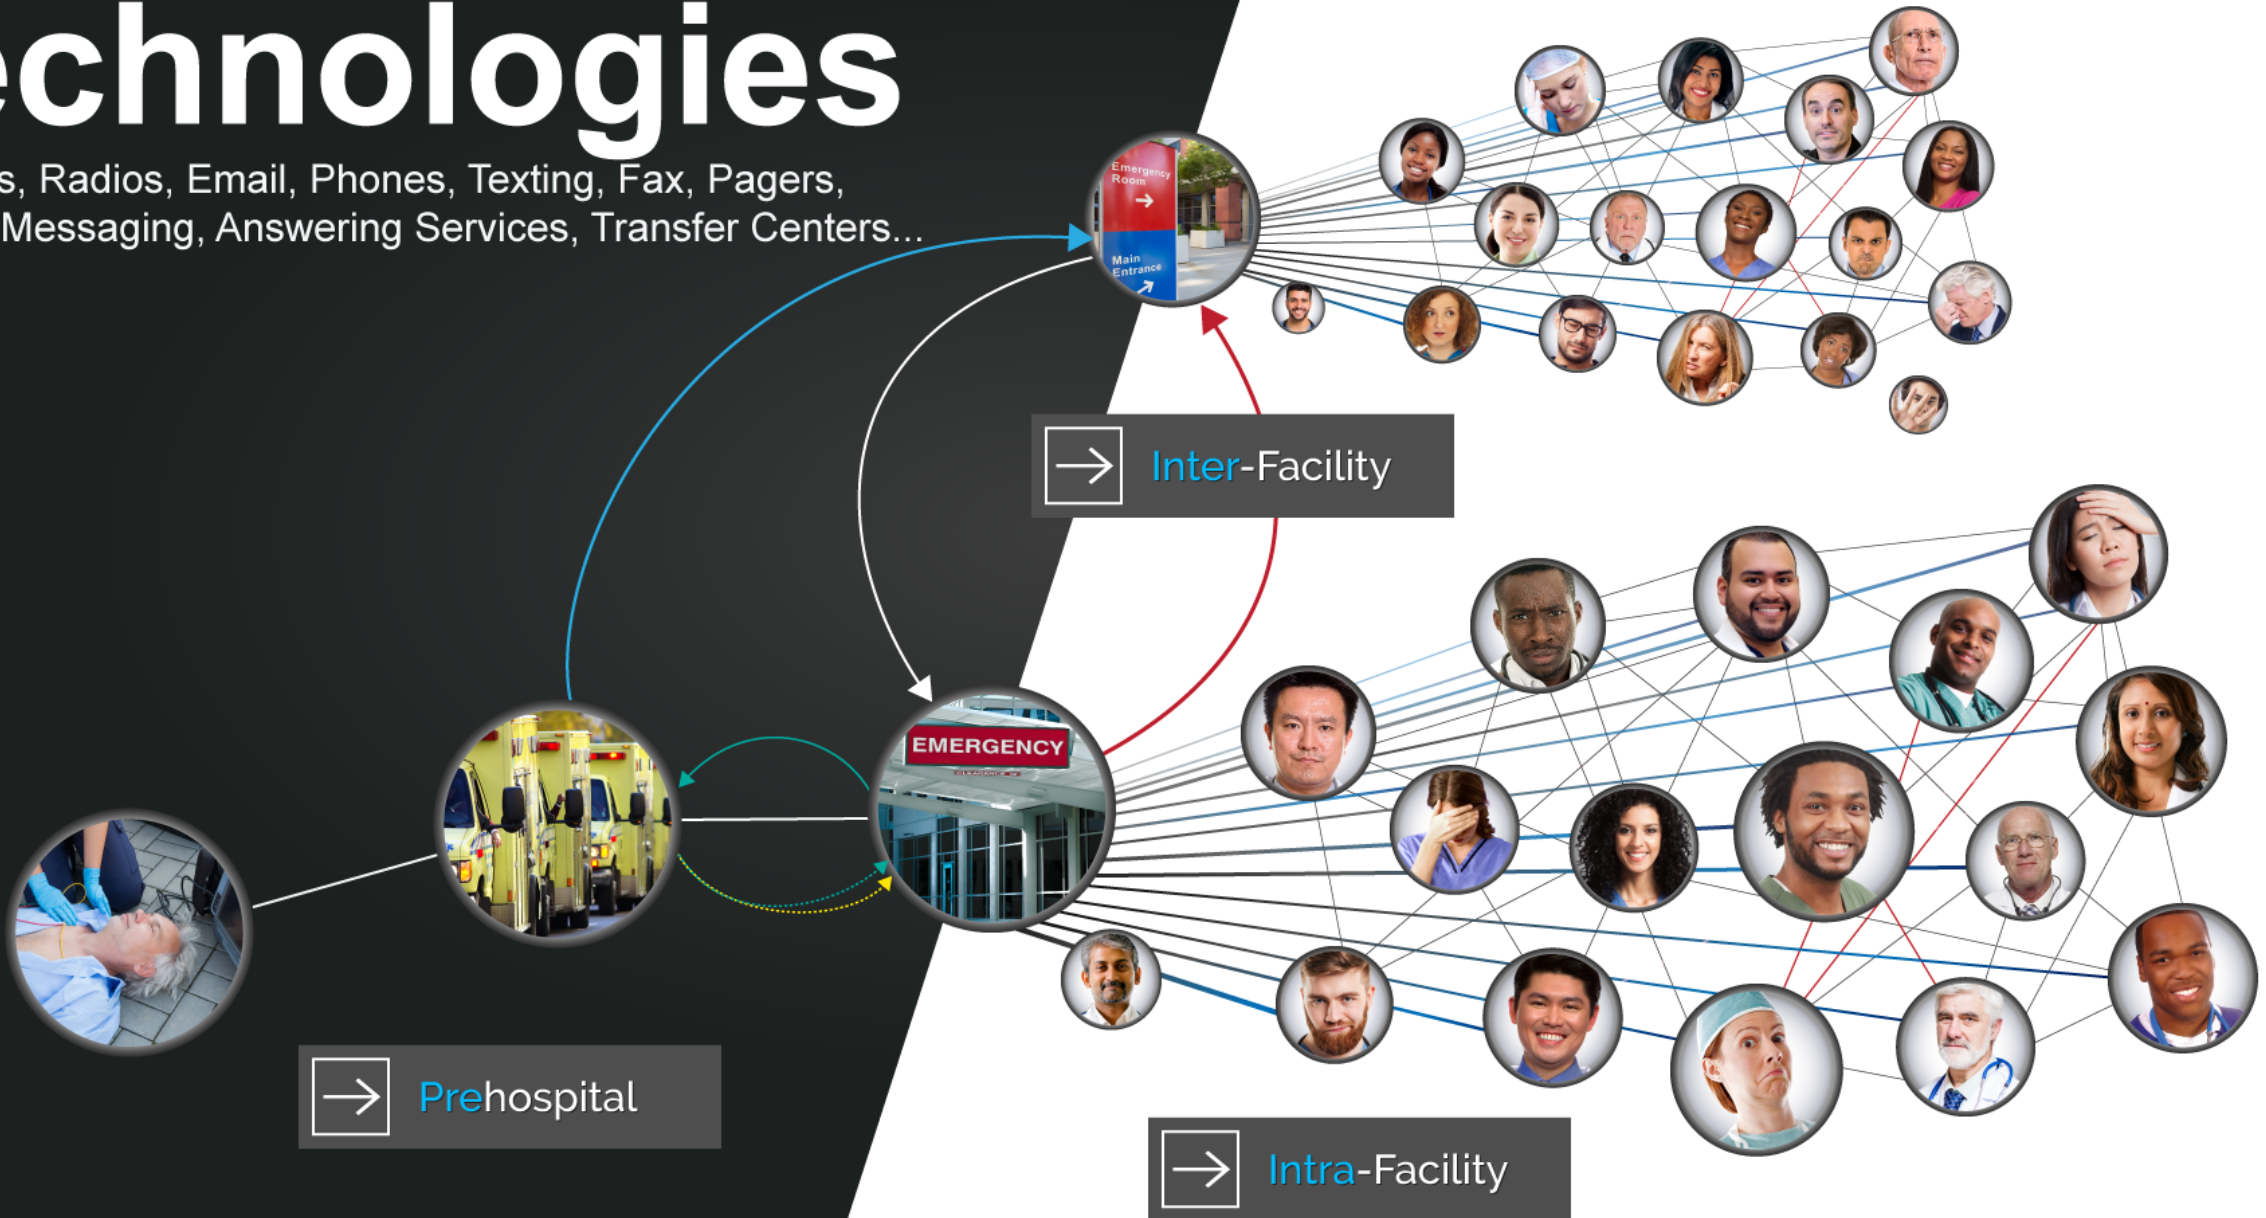 echnologies
s, Radios, Email, Phones, Texting, Fax, Pagers,
Messaging, Answering Services, Transfer Centers...
Emergency
Room
Main
Entrance
Inter-Facility
EMERGENCY
CLEARANCE
Prehospital
Intra-Facility